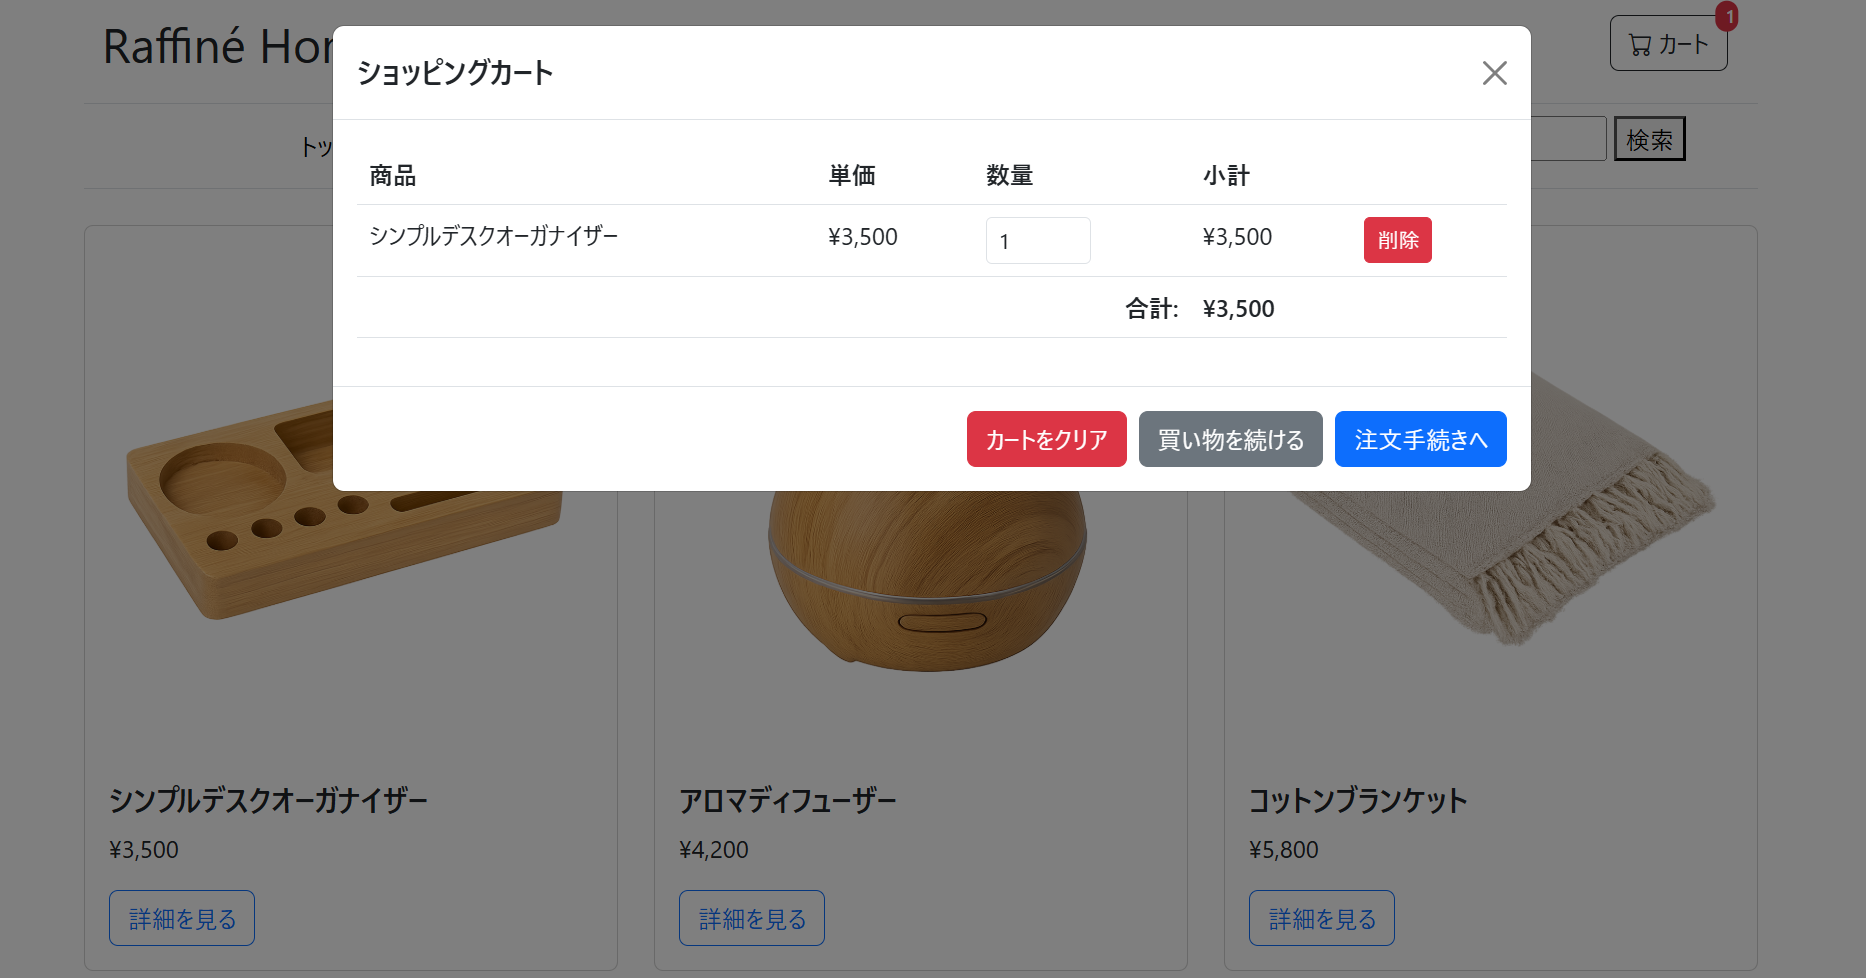 Raffiné Hor
1
カート
ショッピングカート
トッ
検索
商品 単価 数量 小計
シンプルデスクオーガナイザー ¥3,500 1 ¥3,500 削除
合計: ¥3,500
カートをクリア 買い物を続ける 注文手続きへ
シンプルデスクオーガナイザー
¥3,500
詳細を見る
アロマディフューザー
¥4,200
詳細を見る
コットンブランケット
¥5,800
詳細を見る